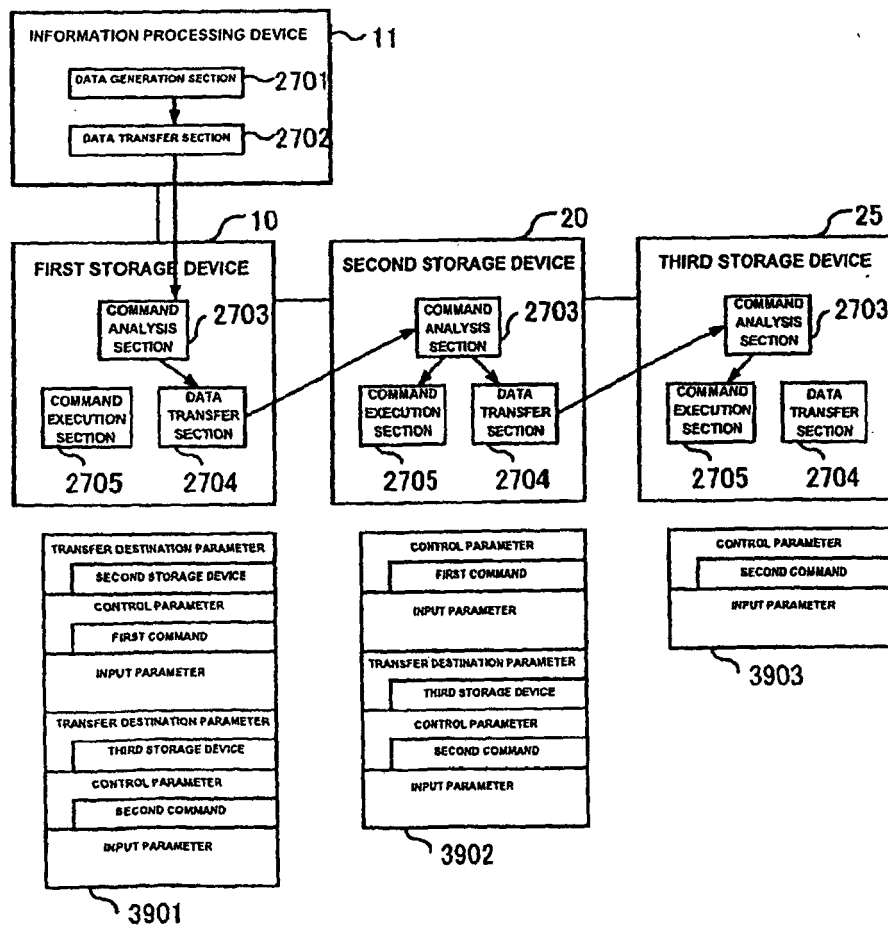 INFORMATION PROCESSING DEVICE
11
DATA GENERATION SECTION
2701
DATA TRANSFER SECTION
2702
10
FIRST STORAGE DEVICE
COMMAND
ANALYSIS
SECTION
2703
COMMAND
EXECUTION
SECTION
2705
DATA
TRANSFER
SECTION
2704
20
SECOND STORAGE DEVICE
COMMAND
ANALYSIS
SECTION
2703
COMMAND
EXECUTION
SECTION
2705
DATA
TRANSFER
SECTION
2704
25
THIRD STORAGE DEVICE
COMMAND
ANALYSIS
SECTION
2703
COMMAND
EXECUTION
SECTION
2705
DATA
TRANSFER
SECTION
2704
TRANSFER DESTINATION PARAMETER
SECOND STORAGE DEVICE
CONTROL PARAMETER
FIRST COMMAND
INPUT PARAMETER
TRANSFER DESTINATION PARAMETER
THIRD STORAGE DEVICE
CONTROL PARAMETER
SECOND COMMAND
INPUT PARAMETER
3901
CONTROL PARAMETER
FIRST COMMAND
INPUT PARAMETER
TRANSFER DESTINATION PARAMETER
THIRD STORAGE DEVICE
CONTROL PARAMETER
SECOND COMMAND
INPUT PARAMETER
3902
CONTROL PARAMETER
SECOND COMMAND
INPUT PARAMETER
3903